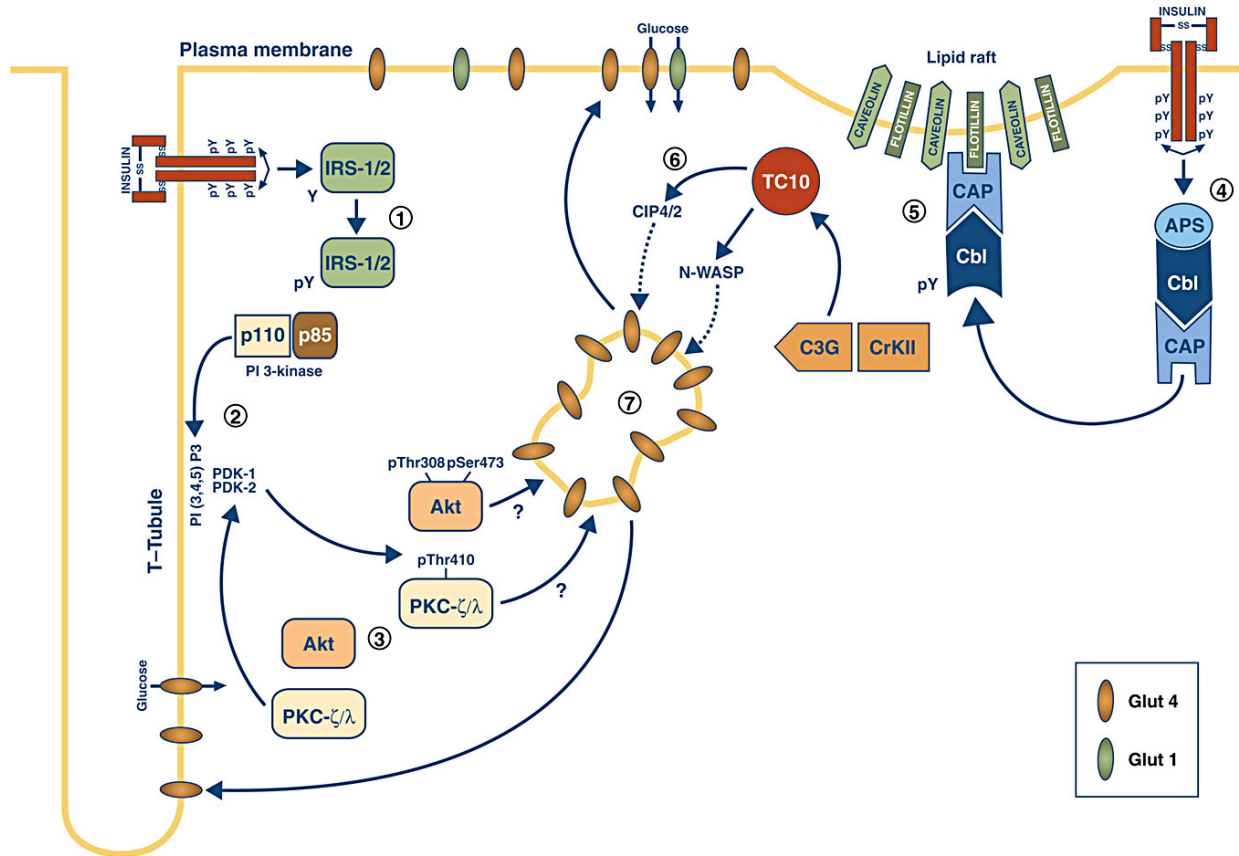 Plasma membrane
Glucose
Lipid raft
INSULIN
SS
SS
SS
pY
pY
pY
pY
pY
pY
CAVEOLIN
FLOTILLIN
CAVEOLIN
FLOTILLIN
CAVEOLIN
FLOTILLIN
INSULIN
SS
SS
SS
pY
pY
pY
pY
pY
pY
IRS-1/2
Y
①
IRS-1/2
pY
⑥
TC10
CIP4/2
N-WASP
CAP
⑤
Cbl
pY
④
APS
Cbl
CAP
C3G
CrKII
p110
p85
PI 3-kinase
②
PI (3,4,5) P3
PDK-1
PDK-2
⑦
pThr308
pSer473
Akt
?
pThr410
PKC-ζ/λ
?
T–Tubule
Akt
③
PKC-ζ/λ
Glucose
Glut 4
Glut 1